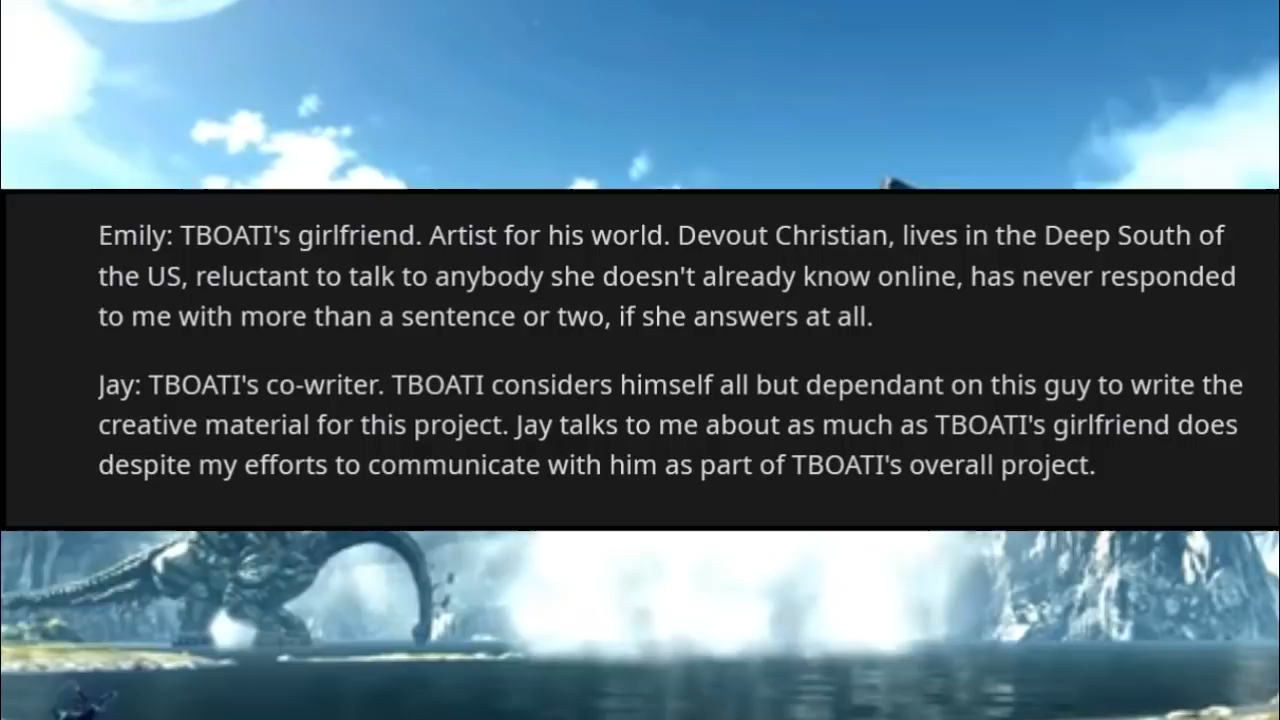 Emily: TBOATI's girlfriend. Artist for his world. Devout Christian, lives in the Deep South of
the US, reluctant to talk to anybody she doesn't already know online, has never responded
to me with more than a sentence or two, if she answers at all.
Jay: TBOATI's co-writer. TBOATI considers himself all but dependant on this guy to write the
creative material for this project. Jay talks to me about as much as TBOATI's girlfriend does
despite my efforts to communicate with him as part of TBOATI's overall project.